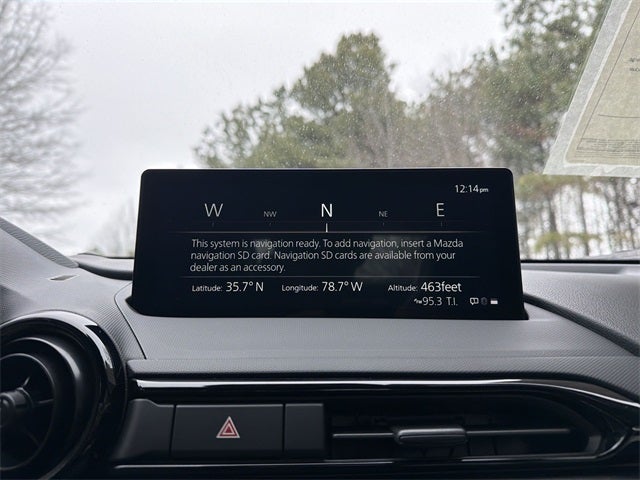 12:14pm
W NW N NE E
This system is navigation ready. To add navigation, insert a Mazda
navigation SD card. Navigation SD cards are available from your
dealer as an accessory.
Latitude: 35.7° N Longitude: 78.7° W Altitude: 463feet
95.3 T.I.